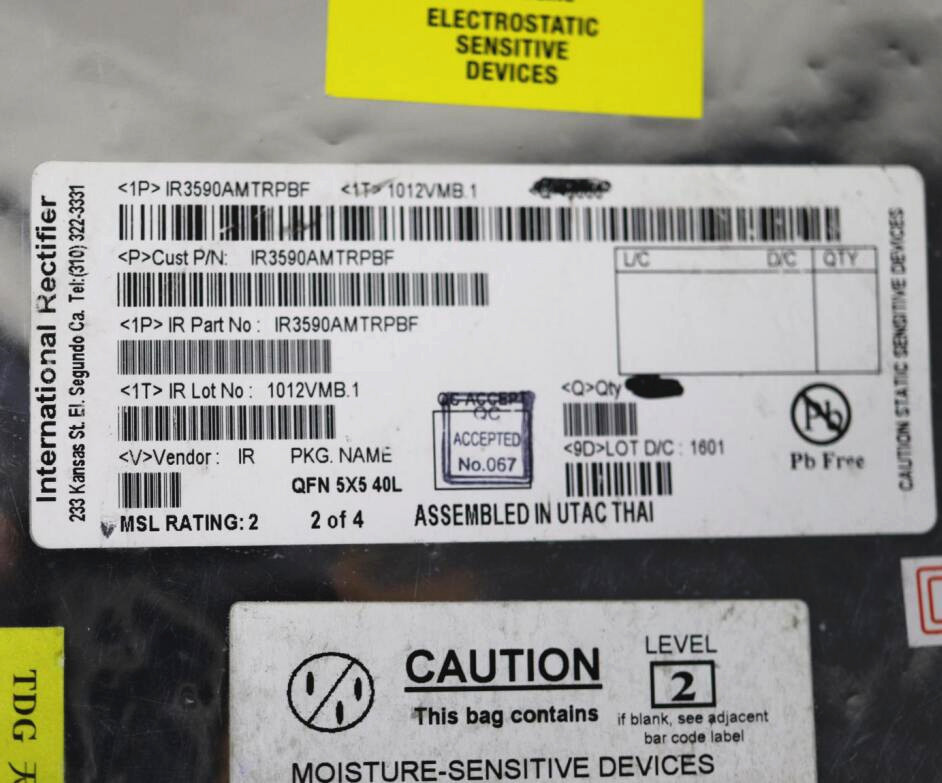 ELECTROSTATIC
SENSITIVE
DEVICES
International Rectifier
233 Kansas St. El. Segundo Ca. Tel:(310) 322-3331
<1P> IR3590AMTRPBF <1T> 1012VMB.1
<P>Cust P/N: IR3590AMTRPBF
<1P> IR Part No : IR3590AMTRPBF
<1T> IR Lot No : 1012VMB.1
<V>Vendor : IR PKG. NAME
QFN 5X5 40L
MSL RATING: 2 2 of 4 ASSEMBLED IN UTAC THAI
L/C D/C QTY
QC ACCEPT
QC
ACCEPTED
No.067
<Q>Qty
<9D>LOT D/C : 1601
Pb
Pb Free
CAUTION STATIC SENSITIVE DEVICES
TDG
CAUTION
This bag contains
MOISTURE-SENSITIVE DEVICES
LEVEL
2
if blank, see adjacent
bar code label